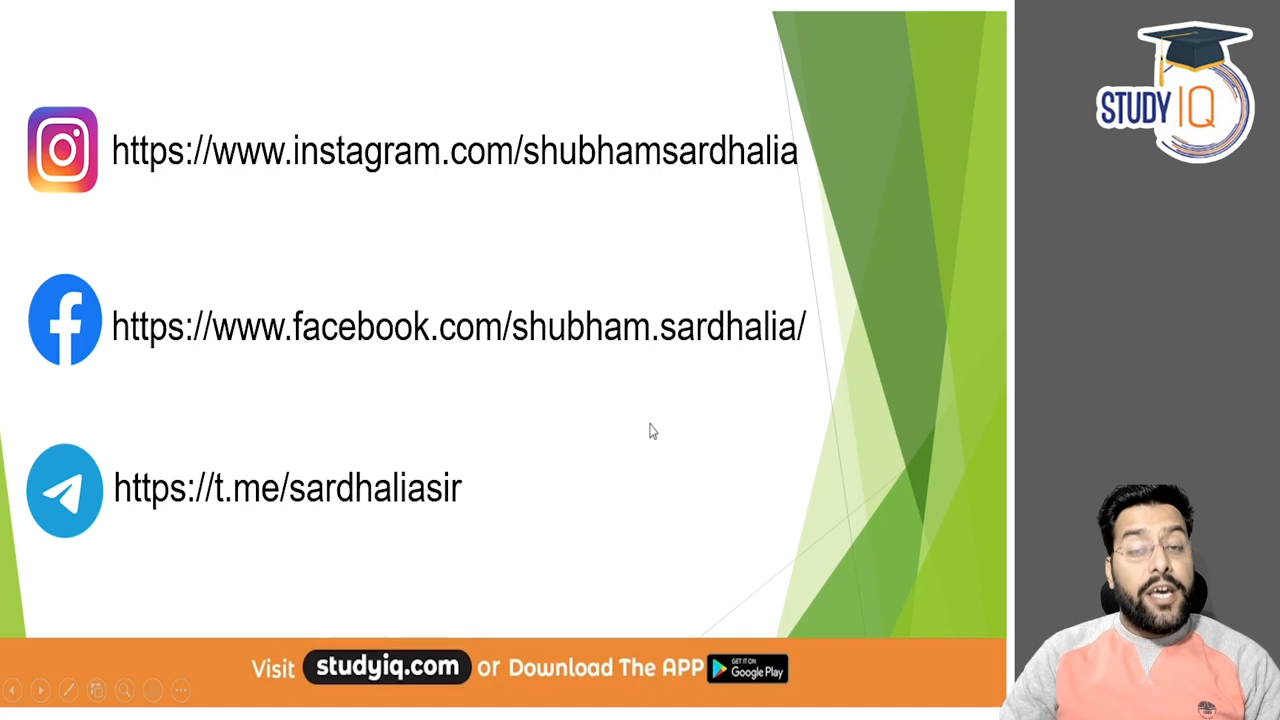 STUDY IQ
https://www.instagram.com/shubhamsardhalia
https://www.facebook.com/shubham.sardhalia/
https://t.me/sardhaliasir
Visit studyiq.com or Download The APP GET IT ON Google Play